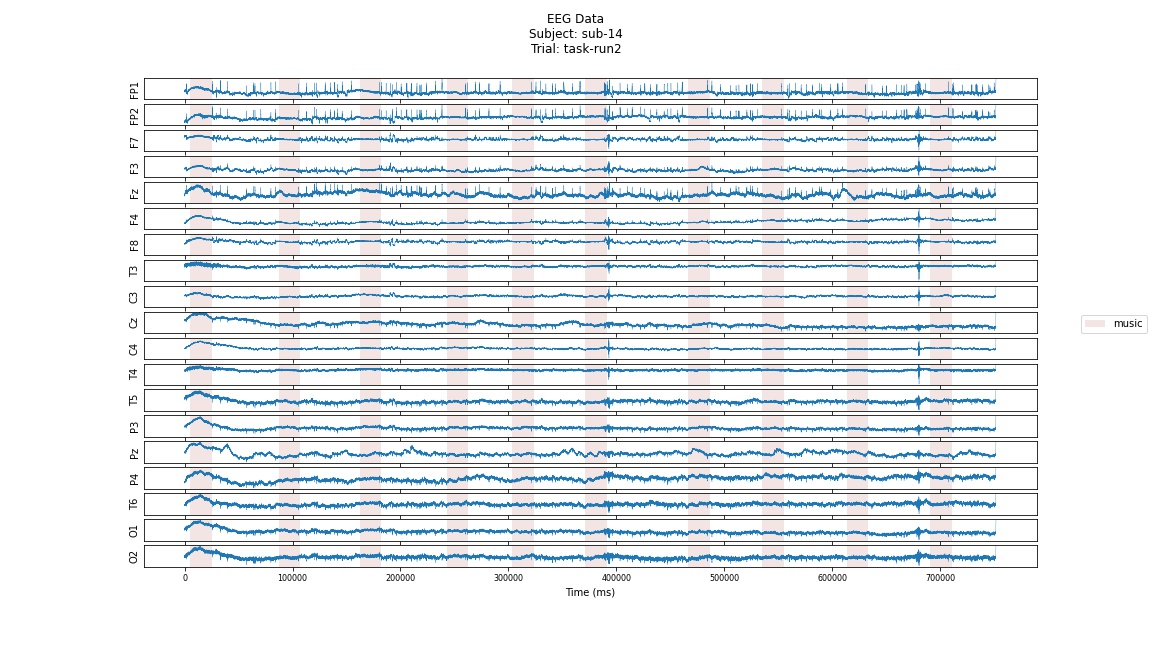 EEG Data
Subject: sub-14
Trial: task-run2
FP1
FP2
F7
F3
Fz
F4
F8
T3
C3
Cz
C4
T4
T5
P3
Pz
P4
T6
O1
O2
music
0 100000 200000 300000 400000 500000 600000 700000
Time (ms)